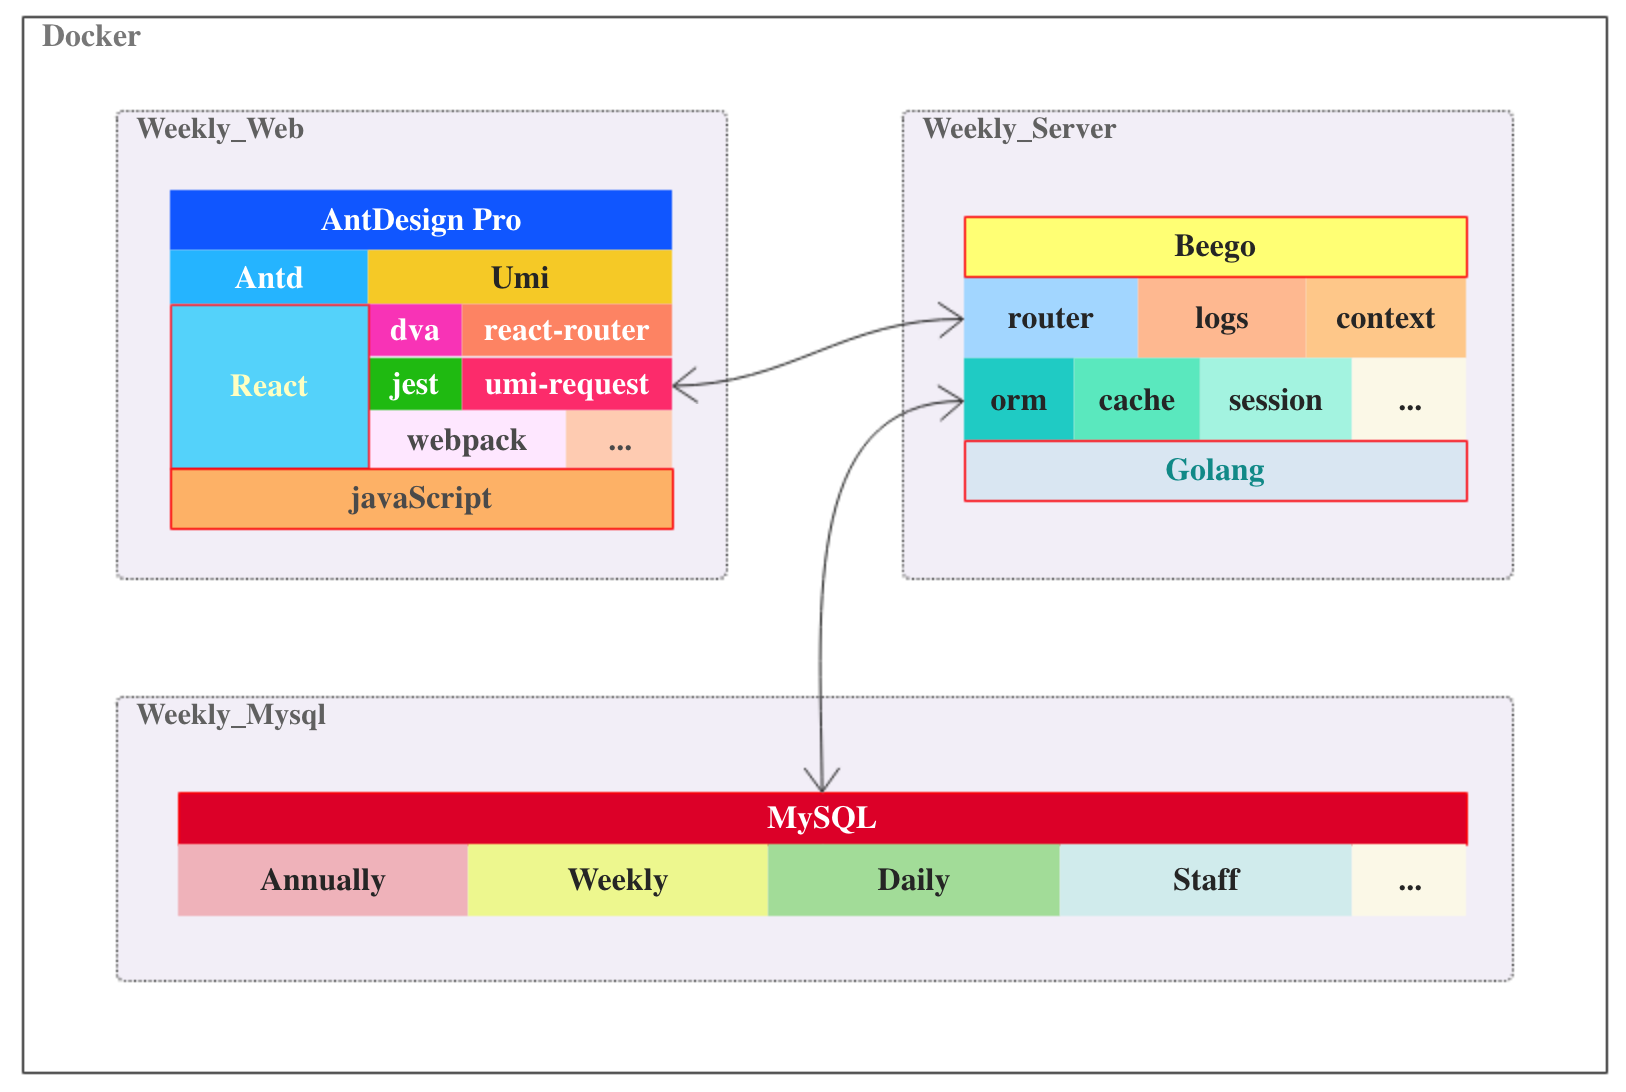 Docker
Weekly_Web
AntDesign Pro
Antd Umi
dva react-router
React
jest umi-request
webpack ...
javaScript
Weekly_Server
Beego
router logs context
orm cache session ...
Golang
Weekly_Mysql
MySQL
Annually Weekly Daily Staff ...